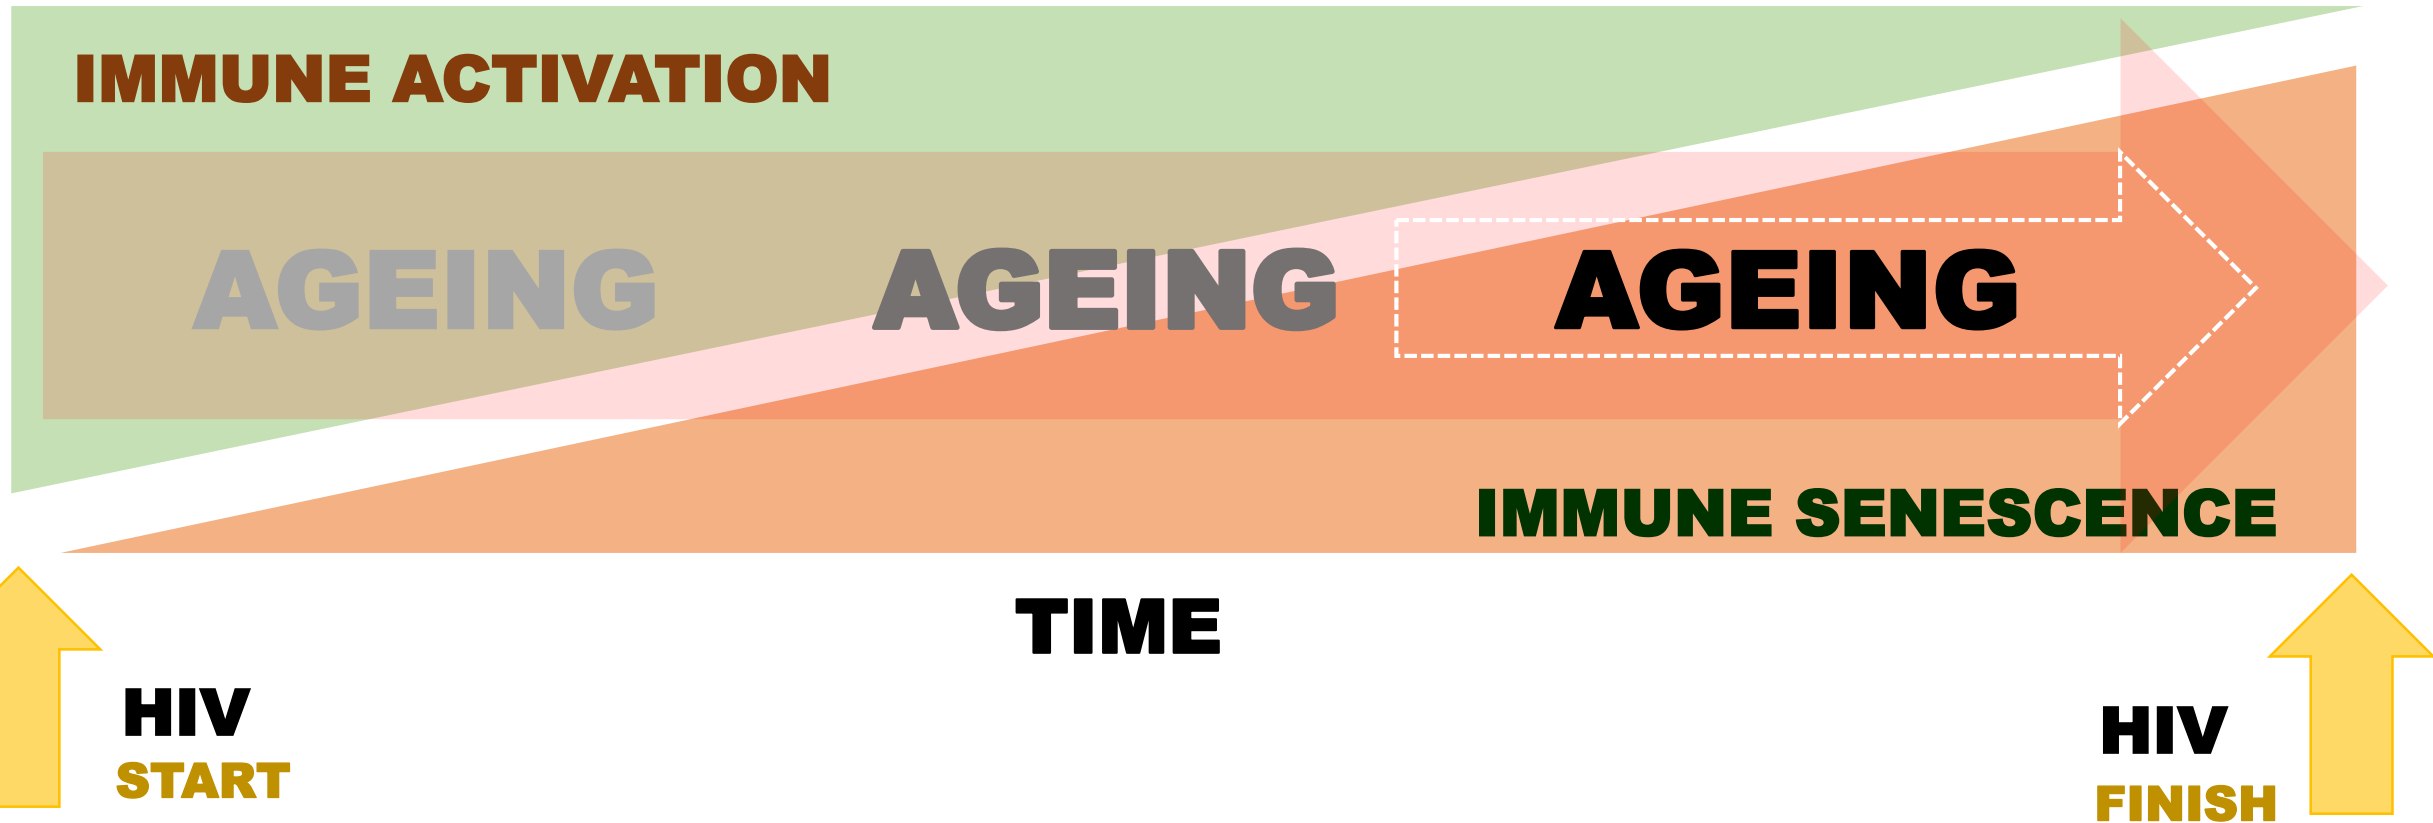 IMMUNE ACTIVATION
AGEING AGEING AGEING
IMMUNE SENESCENCE
TIME
HIV
START
HIV
FINISH